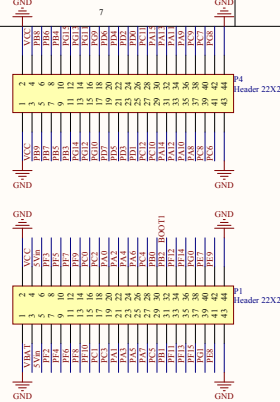 7
GND GND
VCC PB8 PB6 PB4 PG15 PG13 PG11 PG9 PD6 PD4 PD2 PD0 PC11 PA15 PA13 PA11 PA9 PC9 PC7 PG8
2 4 6 8 10 12 14 16 18 20 22 24 26 28 30 32 34 36 38 40 42 44
P4
1 3 5 7 9 11 13 15 17 19 21 23 25 27 29 31 33 35 37 39 41 43
Header 22X2
VCC PB9 PB7 PB5 PB3 PG14 PG12 PG10 PD7 PD5 PD3 PD1 PC12 PC10 PA14 PA12 PA10 PA8 PC8 PC6
GND GND
GND GND
VCC 5Vin PF3 PF5 PF7 PF9 PC0 PC2 PA0 PA2 PA4 PA6 PC4 PB0 PB2 BOOT1 PF12 PF14 PG0 PE7 PE9
2 4 6 8 10 12 14 16 18 20 22 24 26 28 30 32 34 36 38 40 42 44
P1
1 3 5 7 9 11 13 15 17 19 21 23 25 27 29 31 33 35 37 39 41 43
Header 22X2
VBAT 5Vin PF2 PF4 PF6 PF8 PF10 PC1 PC3 PA1 PA3 PA5 PA7 PC5 PB1 PF11 PF13 PF15 PG1 PE8
GND GND